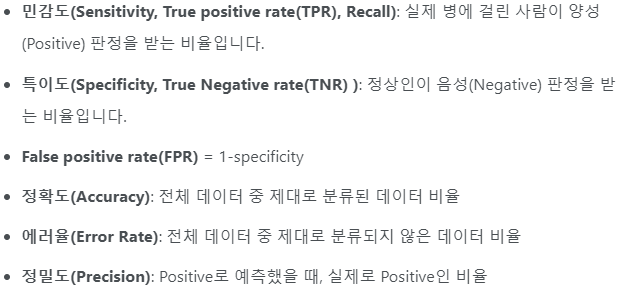 • 민감도(Sensitivity, True positive rate(TPR), Recall): 실제 병에 걸린 사람이 양성
(Positive) 판정을 받는 비율입니다.
• 특이도(Specificity, True Negative rate(TNR) ): 정상인이 음성(Negative) 판정을 받
는 비율입니다.
• False positive rate(FPR) = 1-specificity
• 정확도(Accuracy): 전체 데이터 중 제대로 분류된 데이터 비율
• 에러율(Error Rate): 전체 데이터 중 제대로 분류되지 않은 데이터 비율
• 정밀도(Precision): Positive로 예측했을 때, 실제로 Positive인 비율